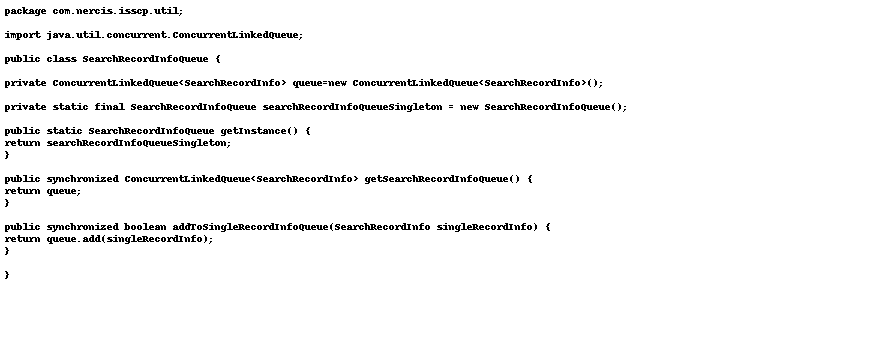 package com.nercis.isscp.util;
import java.util.concurrent.ConcurrentLinkedQueue;
public class SearchRecordInfoQueue {
private ConcurrentLinkedQueue<SearchRecordInfo> queue=new ConcurrentLinkedQueue<SearchRecordInfo>();
private static final SearchRecordInfoQueue searchRecordInfoQueueSingleton = new SearchRecordInfoQueue();
public static SearchRecordInfoQueue getInstance() {
return searchRecordInfoQueueSingleton;
}
public synchronized ConcurrentLinkedQueue<SearchRecordInfo> getSearchRecordInfoQueue() {
return queue;
}
public synchronized boolean addToSingleRecordInfoQueue(SearchRecordInfo singleRecordInfo) {
return queue.add(singleRecordInfo);
}
}